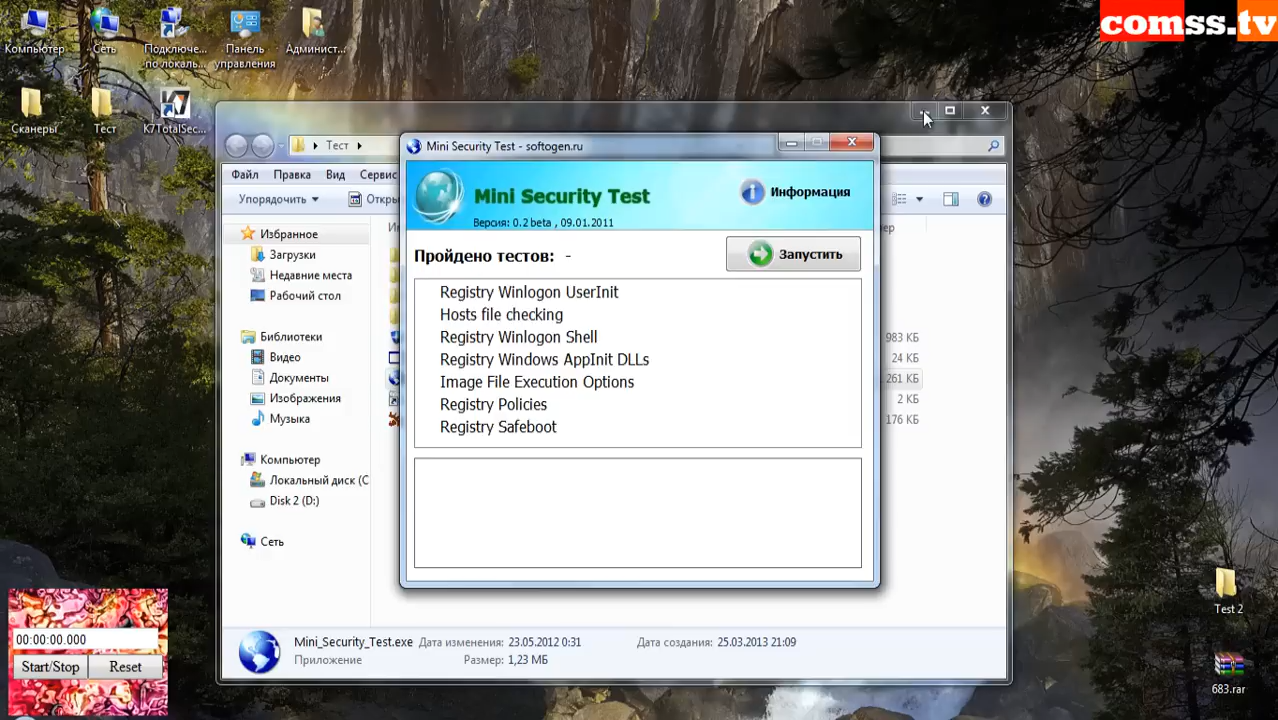 comss.tv
Компьютер
Сеть
Подключе...
по локаль...
Панель
управления
Админист...
Сканеры
Тест
K7TotalSec...
Тест
Файл Правка Вид Сервис
Упорядочить
Избранное
Загрузки
Недавние места
Рабочий стол
Библиотеки
Видео
Документы
Изображения
Музыка
Компьютер
Локальный диск (C
Disk 2 (D:)
Сеть
Mini Security Test - softogen.ru
Mini Security Test
Версия: 0.2 beta , 09.01.2011
Информация
Пройдено тестов: -
Запустить
Registry Winlogon UserInit
Hosts file checking
Registry Winlogon Shell
Registry Windows AppInit DLLs
Image File Execution Options
Registry Policies
Registry Safeboot
983 КБ
24 КБ
261 КБ
2 КБ
176 КБ
Mini_Security_Test.exe Дата изменения: 23.05.2012 0:31 Дата создания: 25.03.2013 21:09
Приложение Размер: 1,23 МБ
00:00:00.000
Start/Stop Reset
Test 2
683.rar